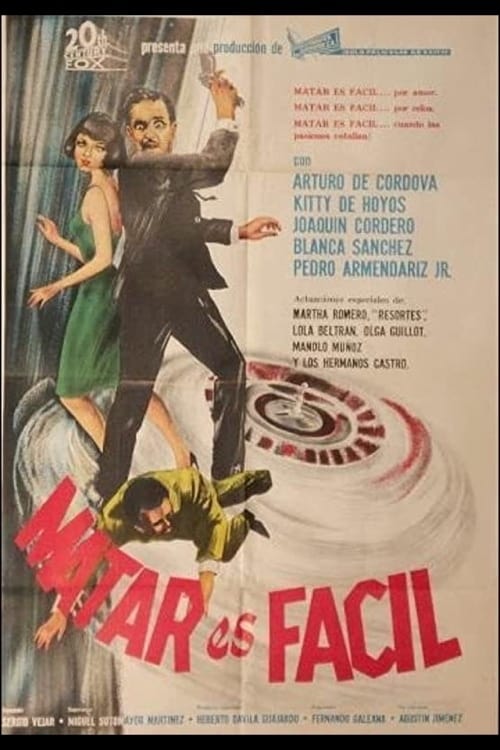 20th
CENTURY
FOX
presenta una producción de
MATAR ES FACIL.... por amor.
MATAR ES FACIL.... por celos.
MATAR ES FACIL.... cuando las
pasiones estallan!
con
ARTURO DE CORDOVA
KITTY DE HOYOS
JOAQUIN CORDERO
BLANCA SANCHEZ
PEDRO ARMENDARIZ JR.
Actuaciones especiales de:
MARTHA ROMERO, "RESORTES",
LOLA BELTRAN, OLGA GUILLOT,
MANOLO MUÑOZ
Y LOS HERMANOS CASTRO.
MATAR es FACIL
SERGIO VEJAR • MIGUEL SOTOMAYOR MARTINEZ • HEBERTO DAVILA GUAJARDO • FERNANDO GALIANA • AGUSTIN JIMENEZ